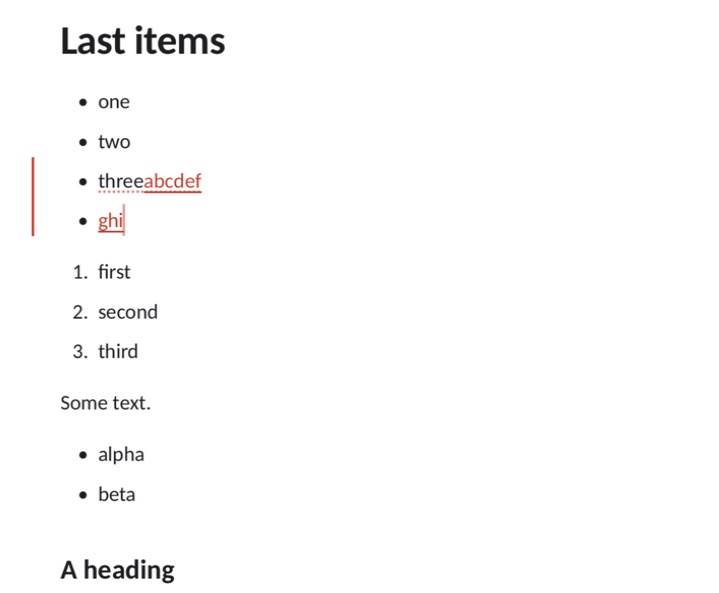 Last items
• one
• two
• threeabcdef
• ghi
1. first
2. second
3. third
Some text.
• alpha
• beta
A heading